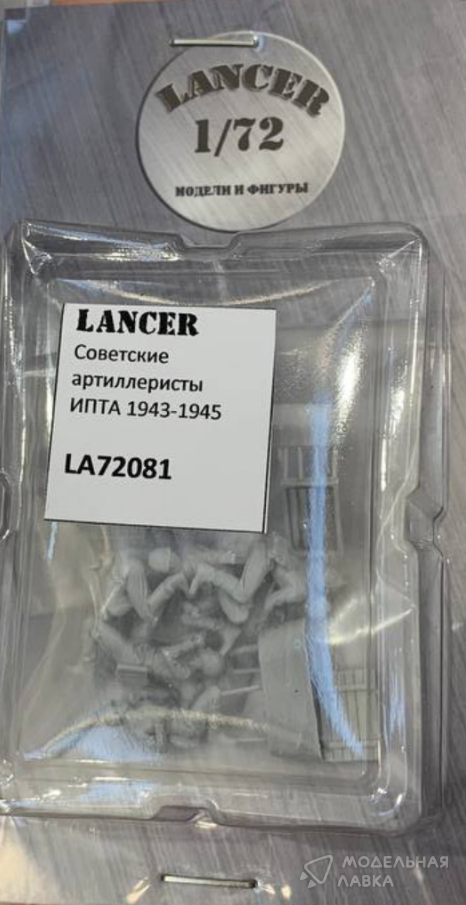 LANCER
1/72
МОДЕЛИ И ФИГУРЫ
LANCER
Советские
артиллеристы
ИПТА 1943-1945
LA72081
МОДЕЛЬНАЯ
ЛАВКА